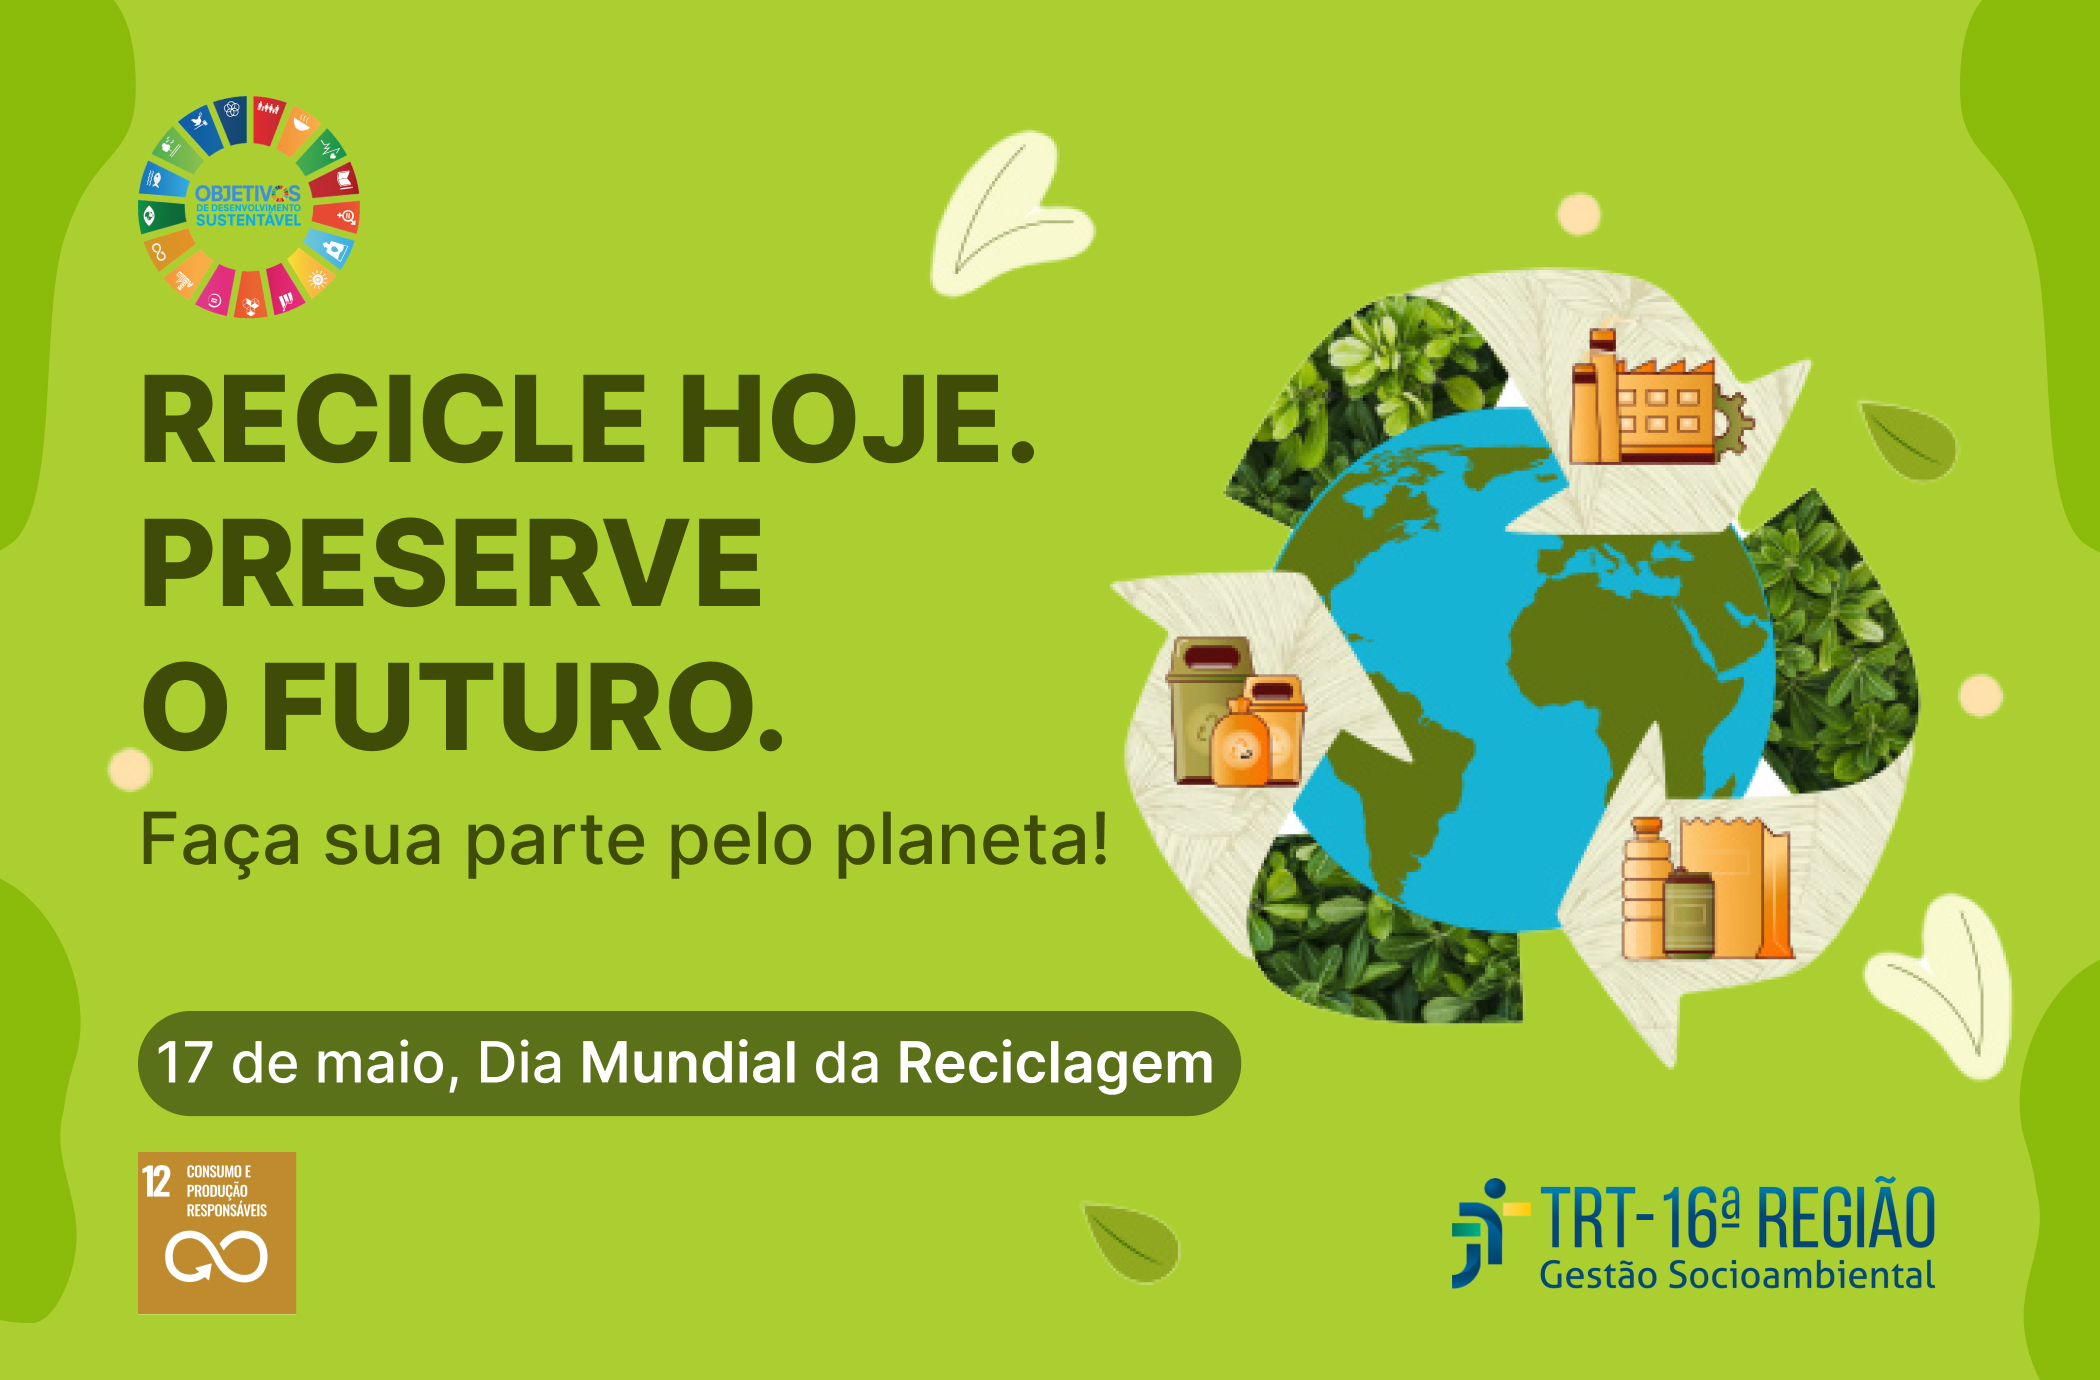 OBJETIVOS
DE DESENVOLVIMENTO
SUSTENTÁVEL
RECICLE HOJE.
PRESERVE
O FUTURO.
Faça sua parte pelo planeta!
17 de maio, Dia Mundial da Reciclagem
12 CONSUMO E
PRODUÇÃO
RESPONSÁVEIS
TRT-16ª REGIÃO
Gestão Socioambiental